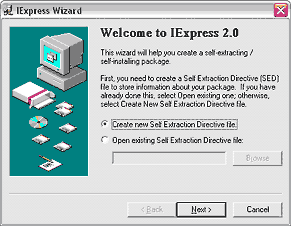 IExpress Wizard
Welcome to IExpress 2.0
This wizard will help you create a self-extracting /
self-installing package.
First, you need to create a Self Extraction Directive (SED)
file to store information about your package. If you have
already done this, select Open existing one; otherwise,
select Create New Self Extraction Directive file.
Create new Self Extraction Directive file.
Open existing Self Extraction Directive file:
Browse
< Back
Next >
Cancel